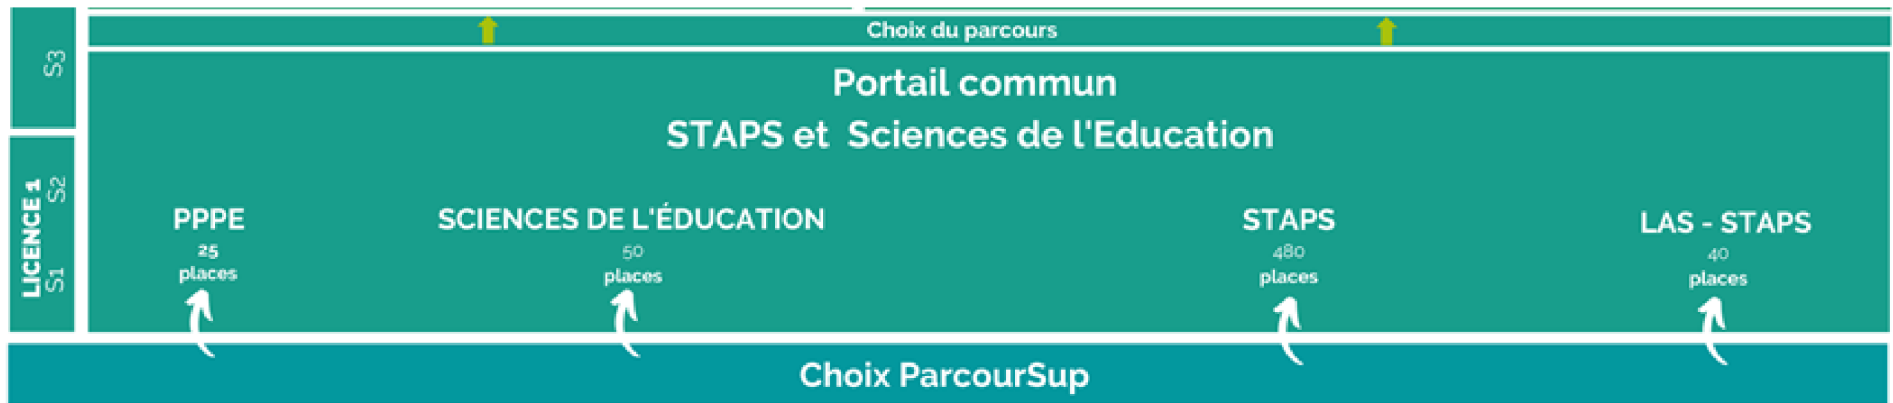 Choix du parcours
S3
Portail commun
STAPS et Sciences de l'Education
LICENCE 1
S2
S1
PPPE
25
places
SCIENCES DE L'ÉDUCATION
50
places
STAPS
480
places
LAS - STAPS
40
places
Choix ParcourSup